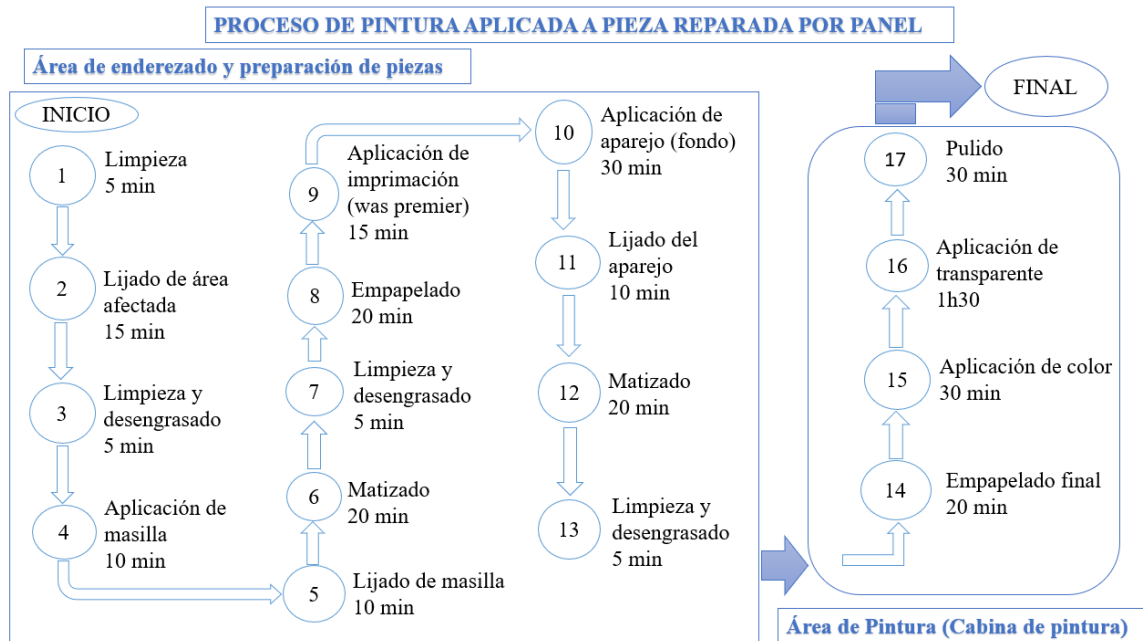 PROCESO DE PINTURA APLICADA A PIEZA REPARADA POR PANEL
Área de enderezado y preparación de piezas
INICIO
1
Limpieza
5 min
2
Lijado de área
afectada
15 min
3
Limpieza y
desengrasado
5 min
4
Aplicación de
masilla
10 min
5
Lijado de masilla
10 min
6
Matizado
20 min
7
Limpieza y
desengrasado
5 min
8
Empapelado
20 min
9
Aplicación de
imprimación
(was premier)
15 min
10
Aplicación de
aparejo (fondo)
30 min
11
Lijado del
aparejo
10 min
12
Matizado
20 min
13
Limpieza y
desengrasado
5 min
14
Empapelado final
20 min
15
Aplicación de color
30 min
16
Aplicación de
transparente
1h30
17
Pulido
30 min
FINAL
Área de Pintura (Cabina de pintura)